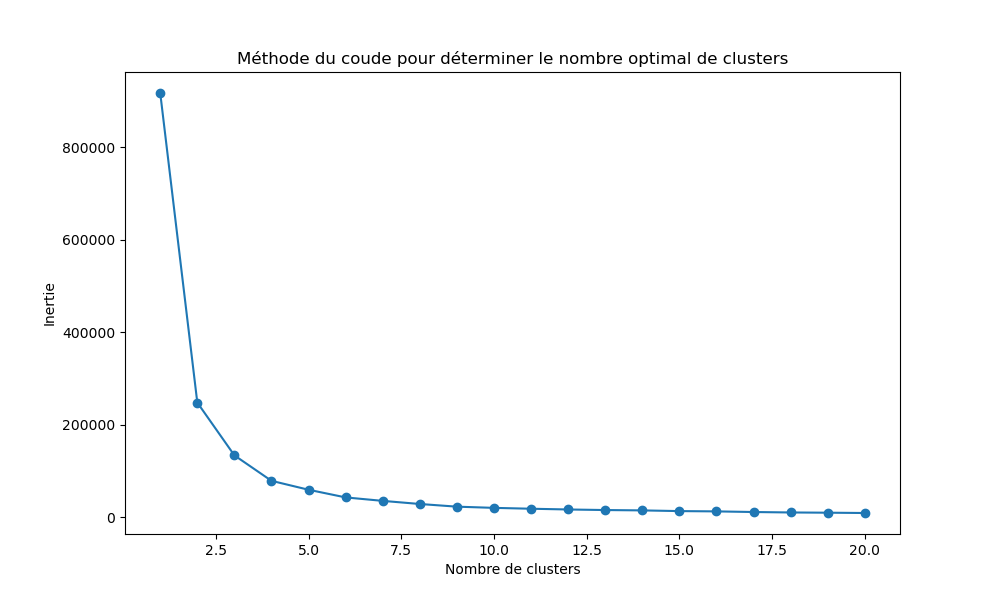 Méthode du coude pour déterminer le nombre optimal de clusters
800000
600000
400000
200000
0
Inertie
2.5 5.0 7.5 10.0 12.5 15.0 17.5 20.0
Nombre de clusters